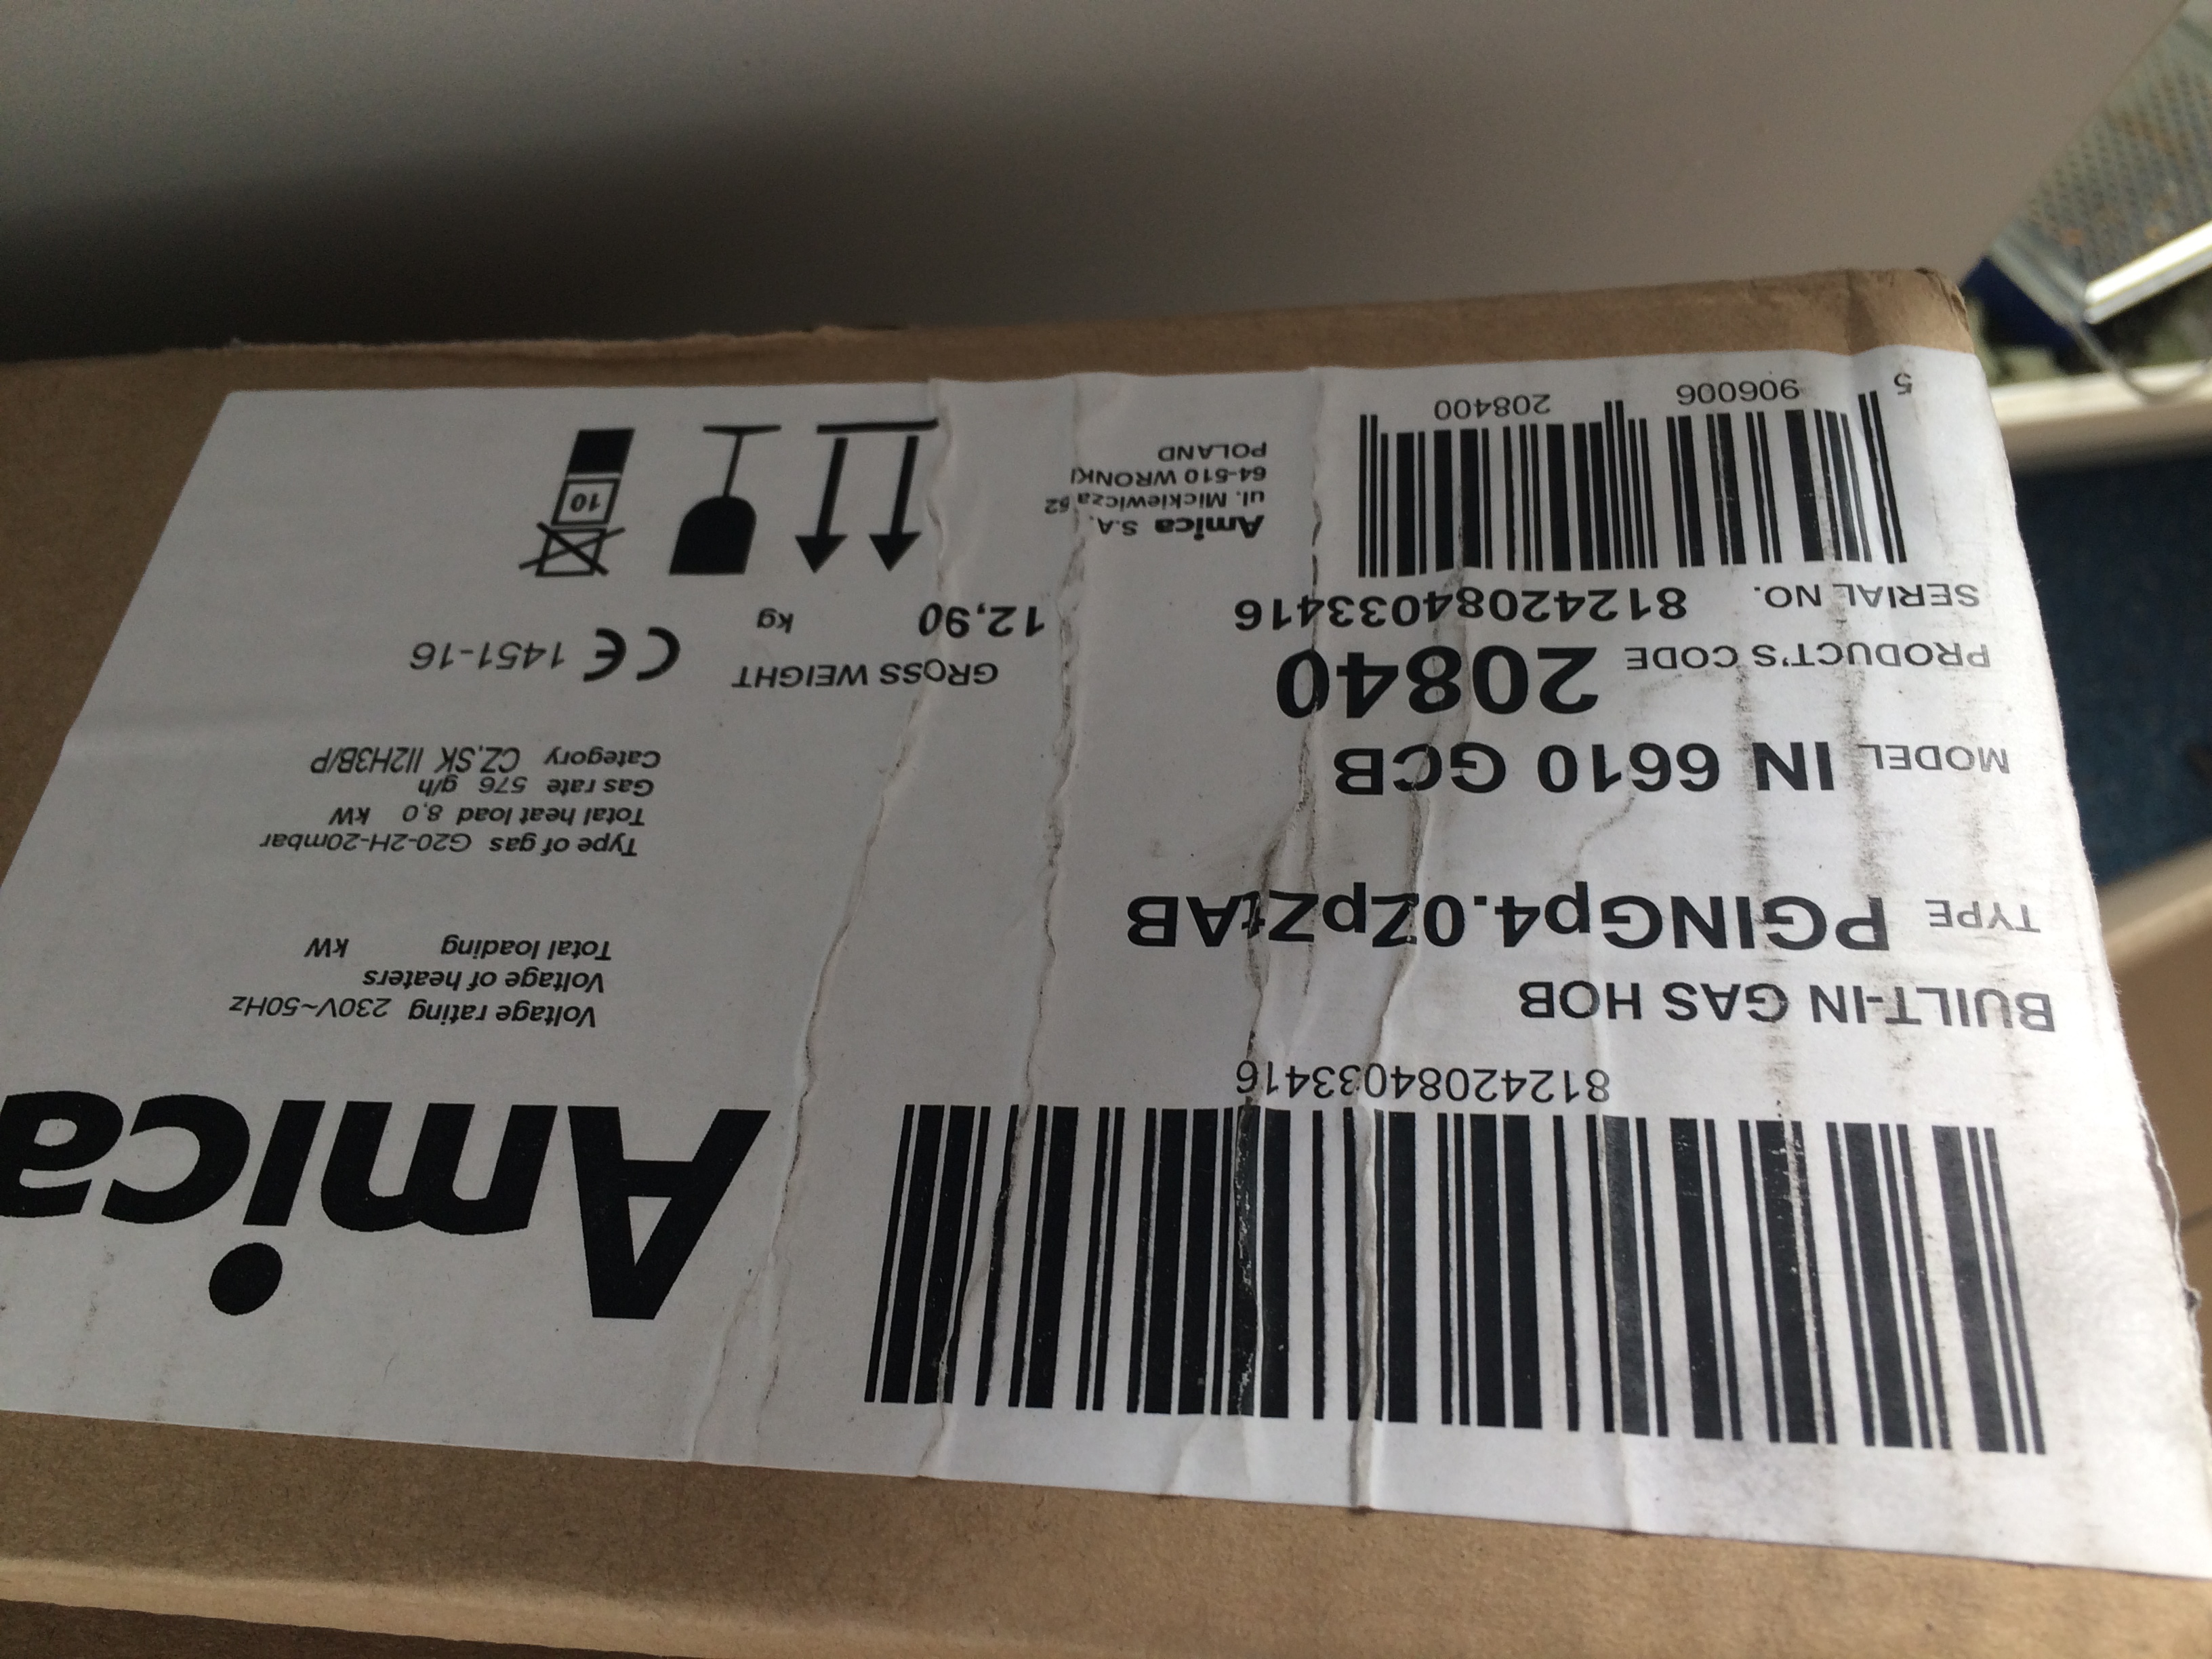 Amica
81242084033416
BUILT-IN GAS HOB
TYPE PGINGp4.0ZpZtAB
MODEL IN 6610 GCB
PRODUCT'S CODE 20840
SERIAL NO. 81242084033416
5 906006 208400
Amica S.A.
ul. Mickiewicza 52
64-510 WRONKI
POLAND
Voltage rating 230V~50Hz
Voltage of heaters
Total loading kW
Type of gas G20-2H-20mbar
Total heat load 8,0 kW
Gas rate 576 g/h
Category CZ,SK II2H3B/P
GROSS WEIGHT
12,90 kg
CE 1451-16
10